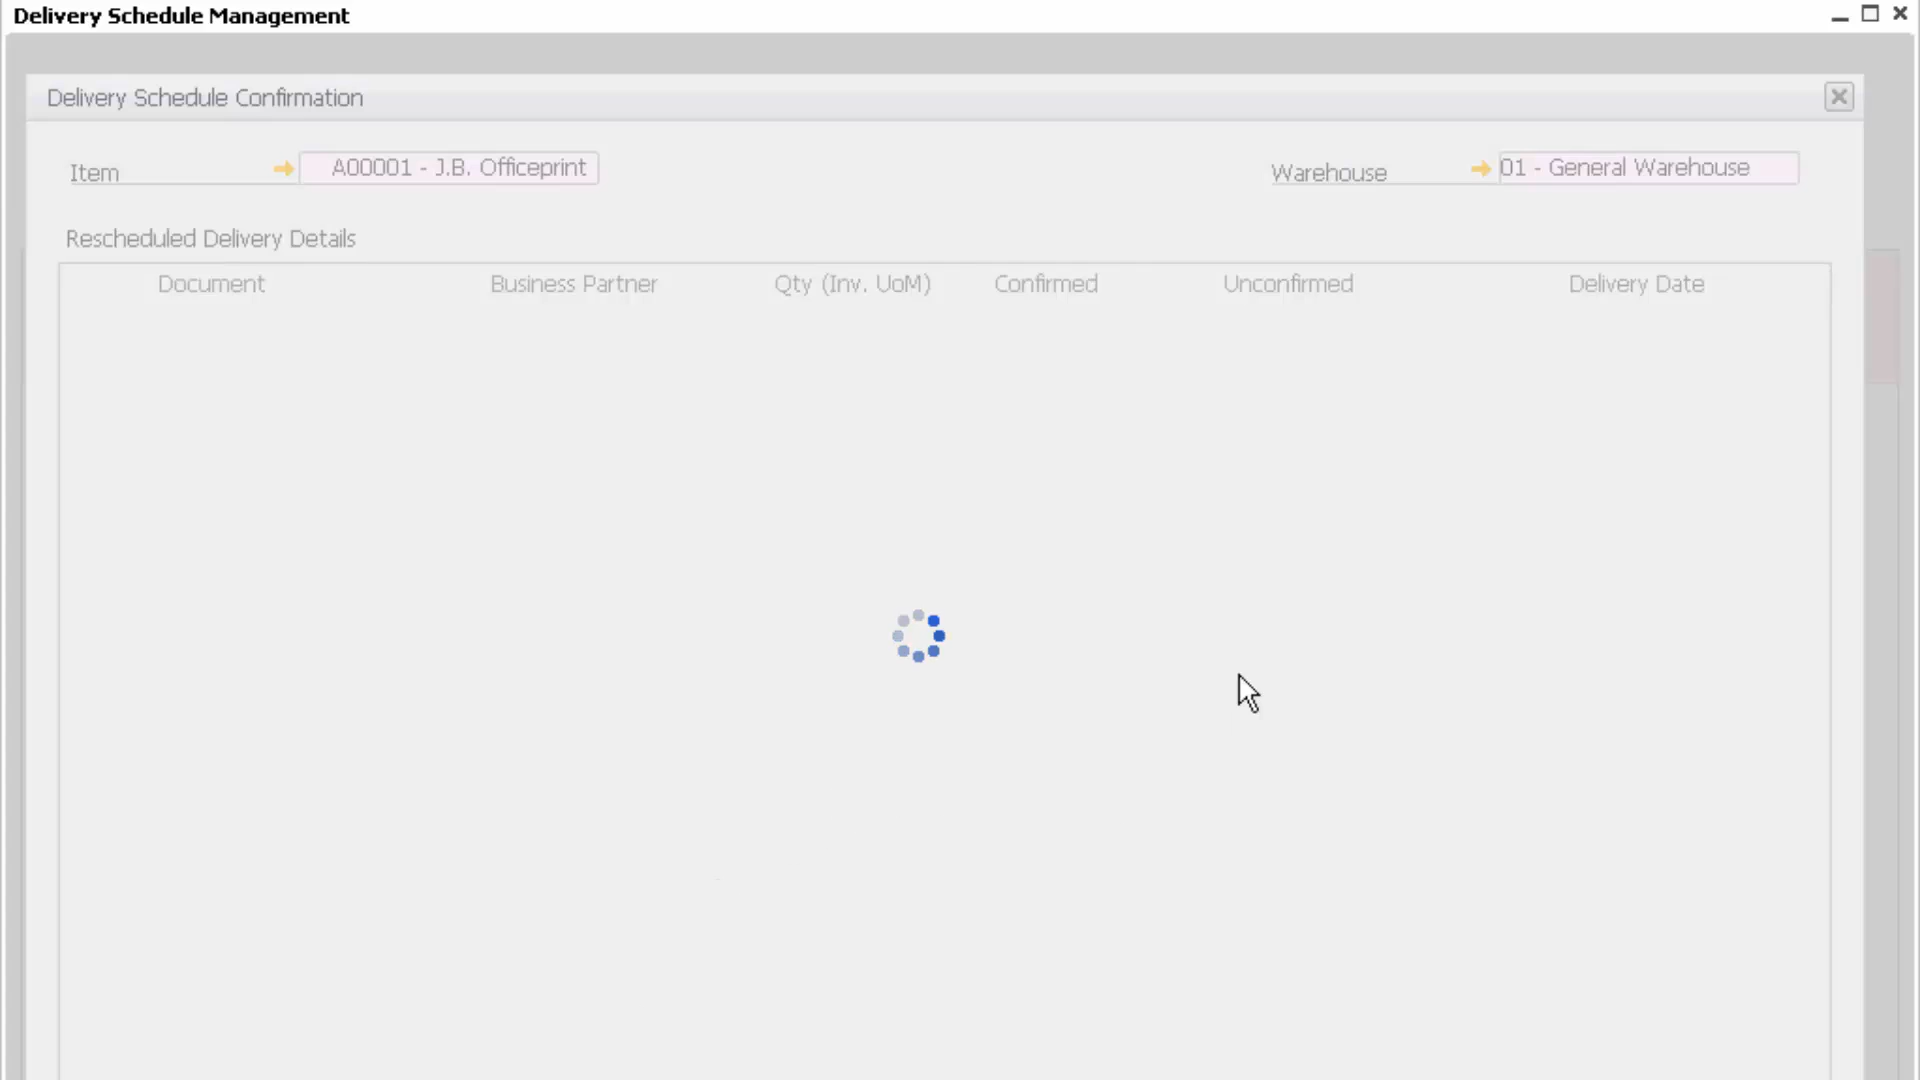 Delivery Schedule Management
Delivery Schedule Confirmation
Item A00001 - J.B. Officeprint Warehouse 01 - General Warehouse
Rescheduled Delivery Details
Document Business Partner Qty (Inv. UoM) Confirmed Unconfirmed Delivery Date